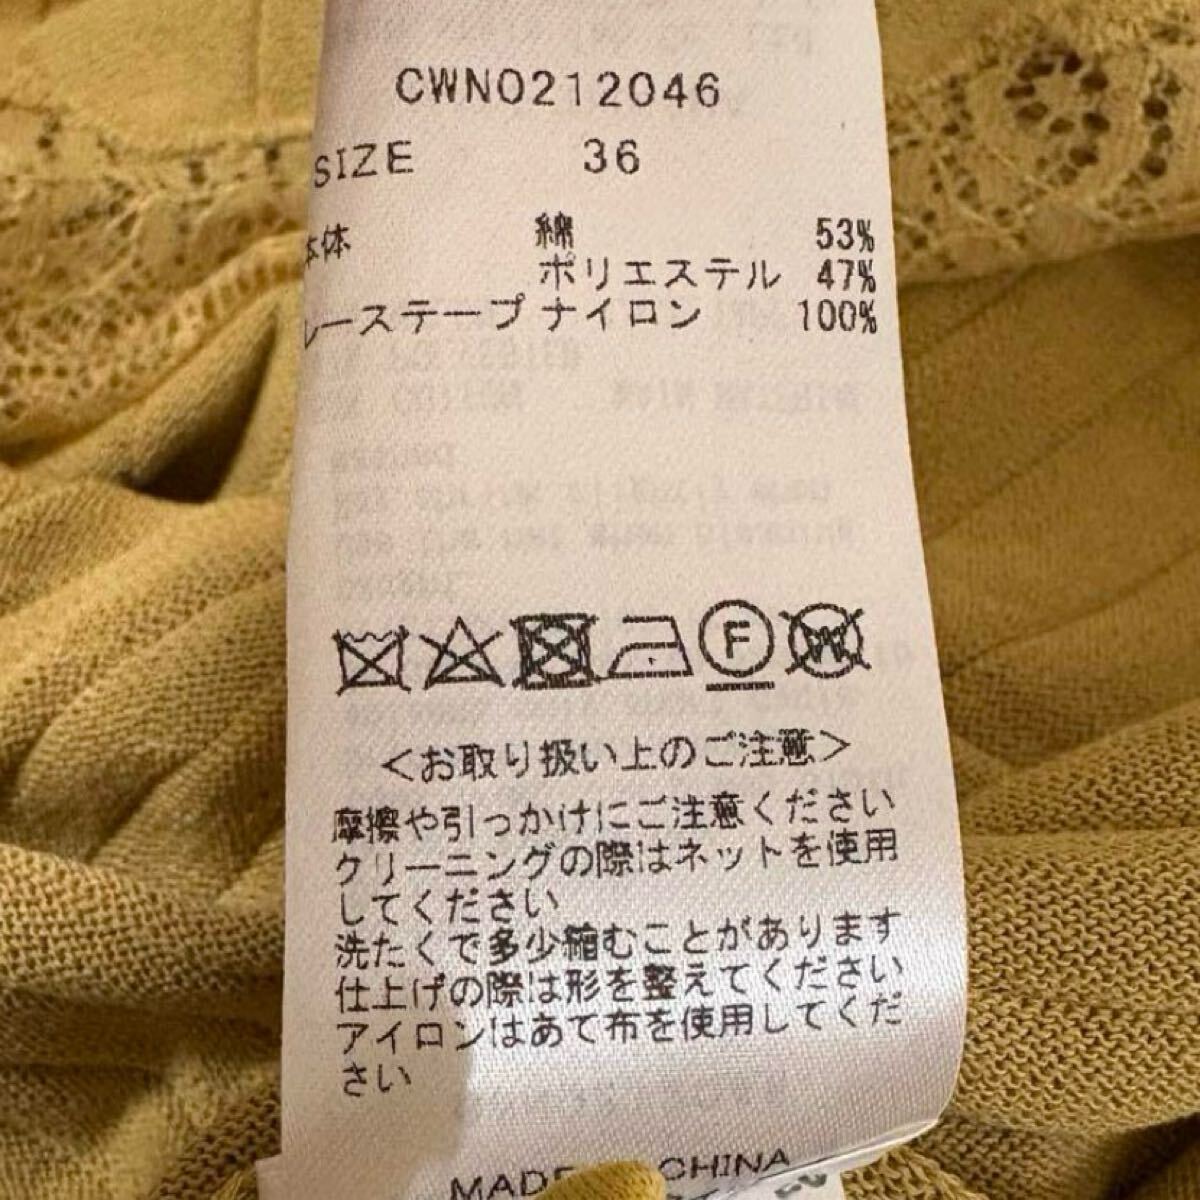 CWN0212046
SIZE 36
本体 綿 53%
ポリエステル 47%
レーステープ ナイロン 100%
F
W
＜お取り扱い上のご注意＞
摩擦や引っかけにご注意ください
クリーニングの際はネットを使用
してください
洗たくで多少縮むことがあります
仕上げの際は形を整えてください
アイロンはあて布を使用してくだ
さい
MADE CHINA